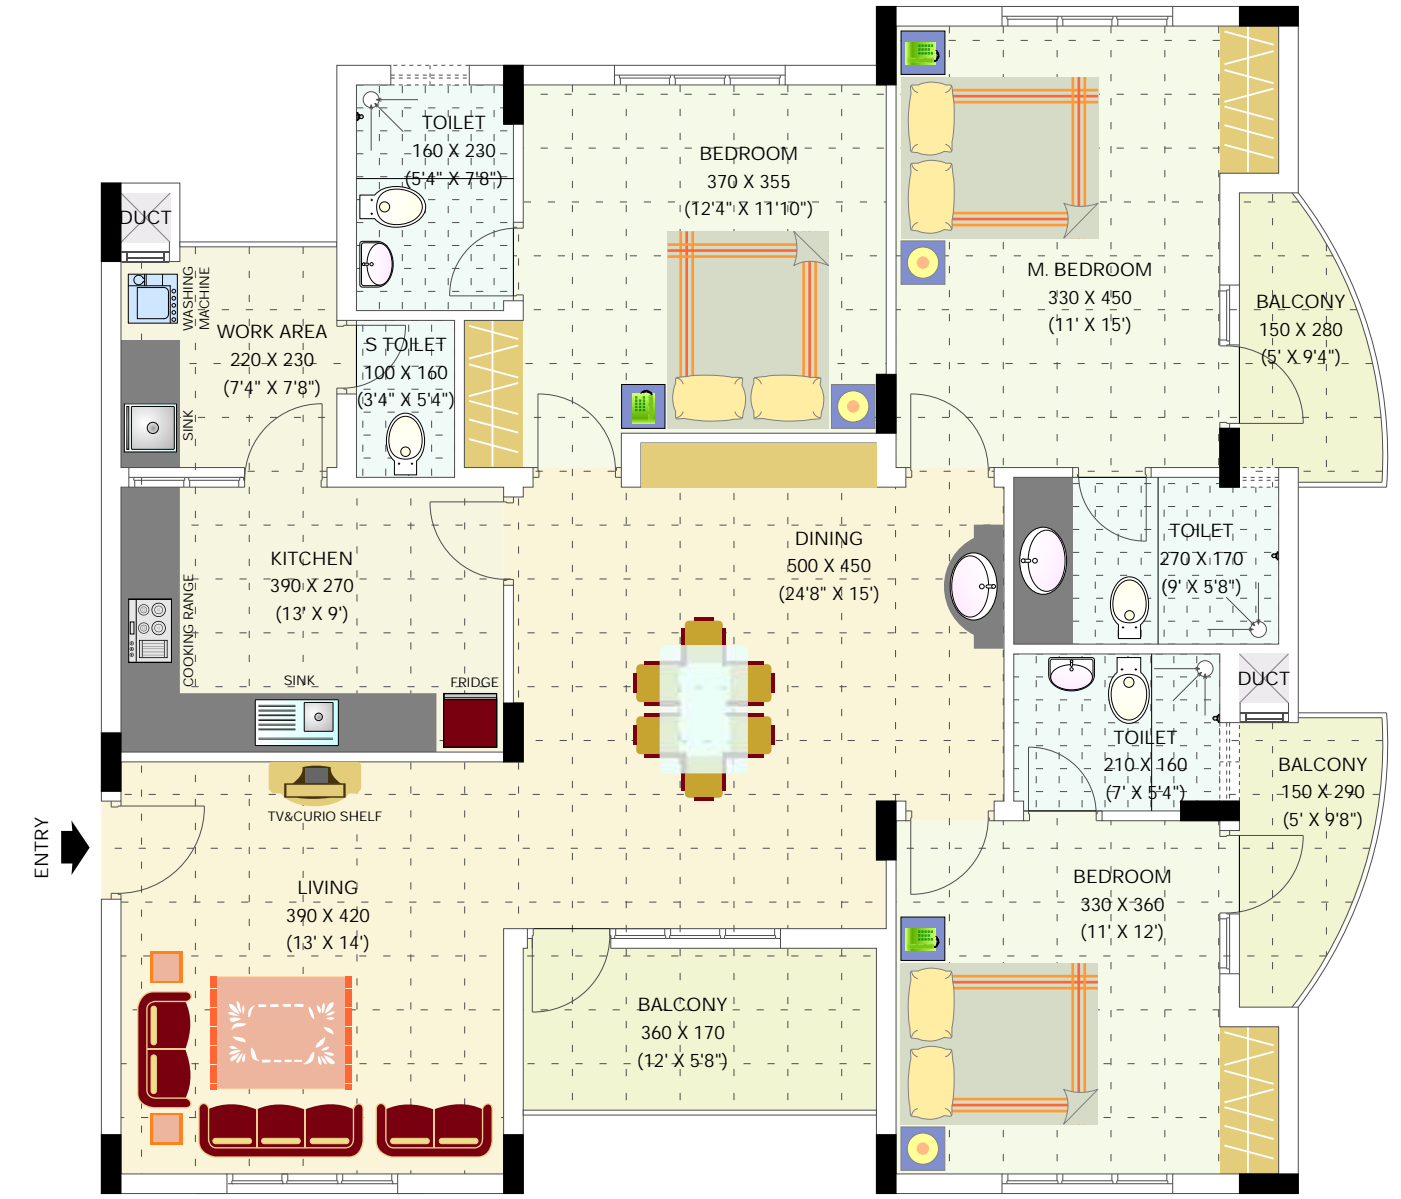 TOILET
160 X 230
(5'4" X 7'8")
BEDROOM
370 X 355
(12'4" X 11'10")
M. BEDROOM
330 X 450
(11' X 15')
BALCONY
150 X 280
(5' X 9'4")
DUCT
WASHING
MACHINE
WORK AREA
220 X 230
(7'4" X 7'8")
S TOILET
100 X 160
(3'4" X 5'4")
SINK
KITCHEN
390 X 270
(13' X 9')
COOKING RANGE
SINK
FRIDGE
DINING
500 X 450
(24'8" X 15')
TOILET
270 X 170
(9' X 5'8")
DUCT
TOILET
210 X 160
(7' X 5'4")
BALCONY
150 X 290
(5' X 9'8")
TV&CURIO SHELF
ENTRY
LIVING
390 X 420
(13' X 14')
BEDROOM
330 X 360
(11' X 12')
BALCONY
360 X 170
(12' X 5'8")